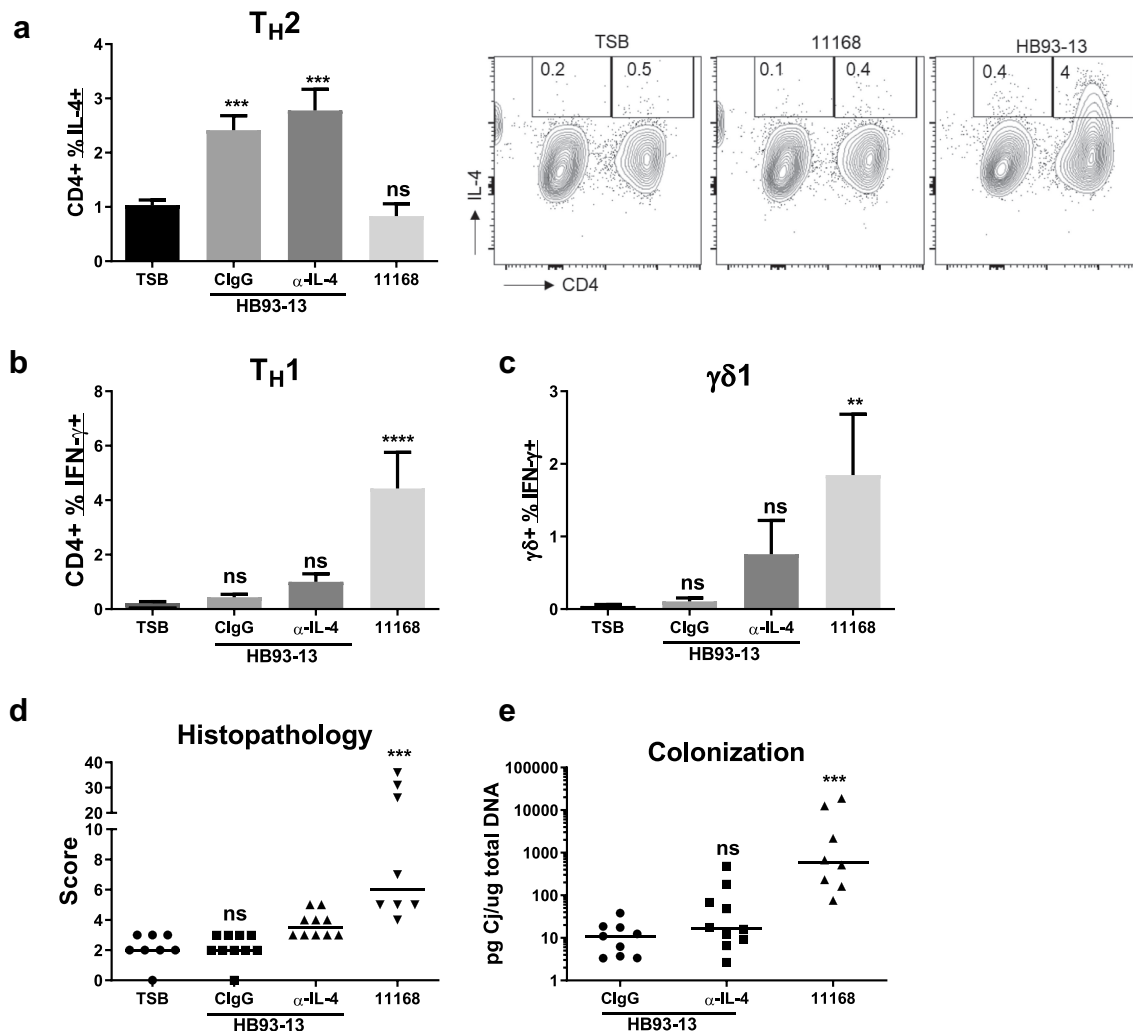 a
T_H2
CD4+ % IL-4+
4
3
2
1
0
***
***
ns
TSB
CIgG
α-IL-4
11168
HB93-13
TSB
11168
HB93-13
0.2
0.5
0.1
0.4
0.4
4
IL-4
CD4
b
T_H1
CD4+ % IFN-γ+
8
6
4
2
0
ns
ns
****
TSB
CIgG
α-IL-4
11168
HB93-13
c
γδ1
γδ+ % IFN-γ+
3
2
1
0
ns
ns
**
TSB
CIgG
α-IL-4
11168
HB93-13
d
Histopathology
Score
40
30
20
10
8
6
4
2
0
ns
***
TSB
CIgG
α-IL-4
11168
HB93-13
e
Colonization
pg Cj/ug total DNA
100000
10000
1000
100
10
1
ns
***
CIgG
α-IL-4
11168
HB93-13